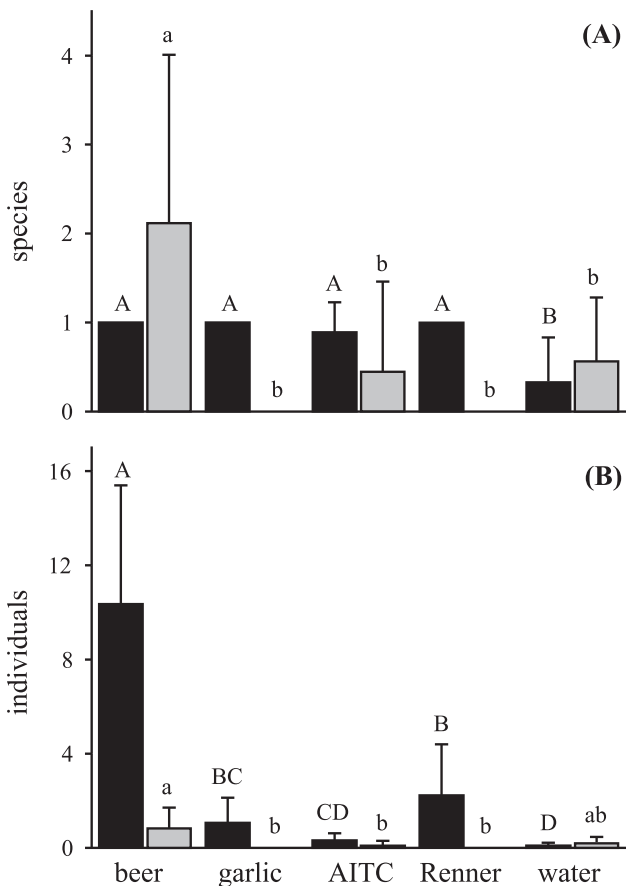 (A)
species
4
3
2
1
0
a
A
A
b
A
b
A
b
B
b
(B)
individuals
16
12
8
4
0
A
a
BC
b
CD
b
B
b
D
ab
beer garlic AITC Renner water